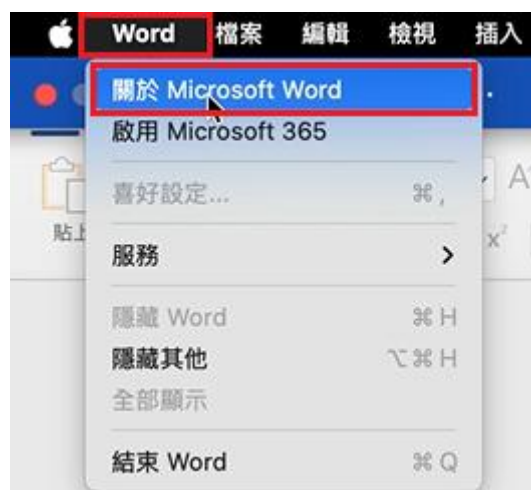 Word 檔案 編輯 檢視 插入
關於 Microsoft Word
啟用 Microsoft 365
喜好設定... ⌘ ,
貼上
服務 >
隱藏 Word ⌘ H
隱藏其他 ⌥ ⌘ H
全部顯示
結束 Word ⌘ Q